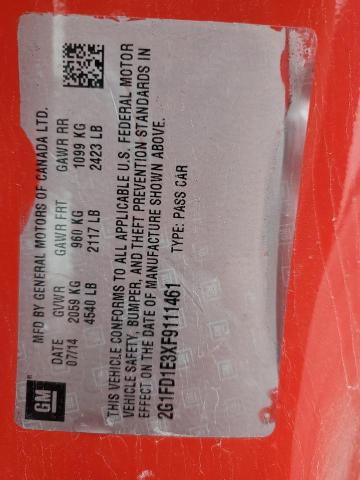 GM
MFD BY GENERAL MOTORS OF CANADA LTD.
DATE GVWR GAWR FRT GAWR RR
07/14 2059 KG 960 KG 1099 KG
4540 LB 2117 LB 2423 LB
THIS VEHICLE CONFORMS TO ALL APPLICABLE U.S. FEDERAL MOTOR
VEHICLE SAFETY, BUMPER, AND THEFT PREVENTION STANDARDS IN
EFFECT ON THE DATE OF MANUFACTURE SHOWN ABOVE.
2G1FD1E3XF9111461 TYPE: PASS CAR